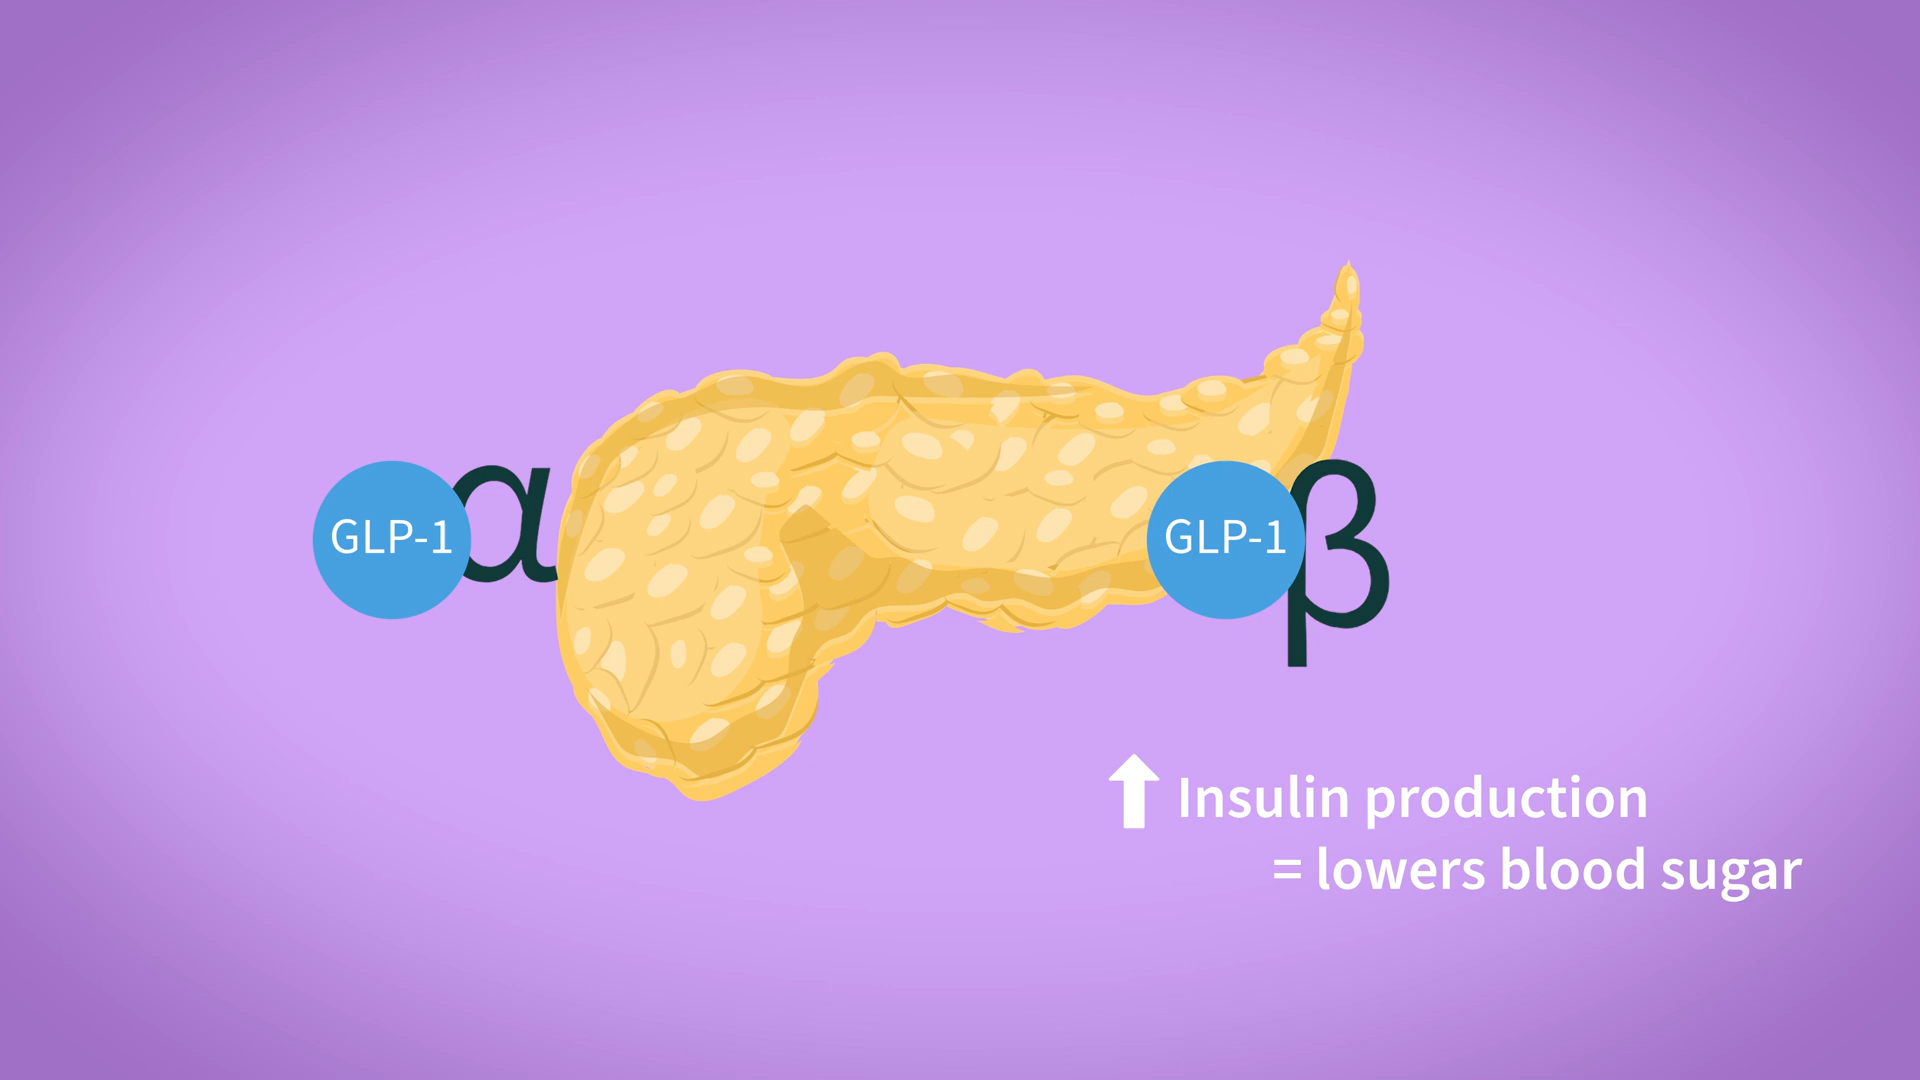 GLP-1 α
GLP-1 β
Insulin production
= lowers blood sugar